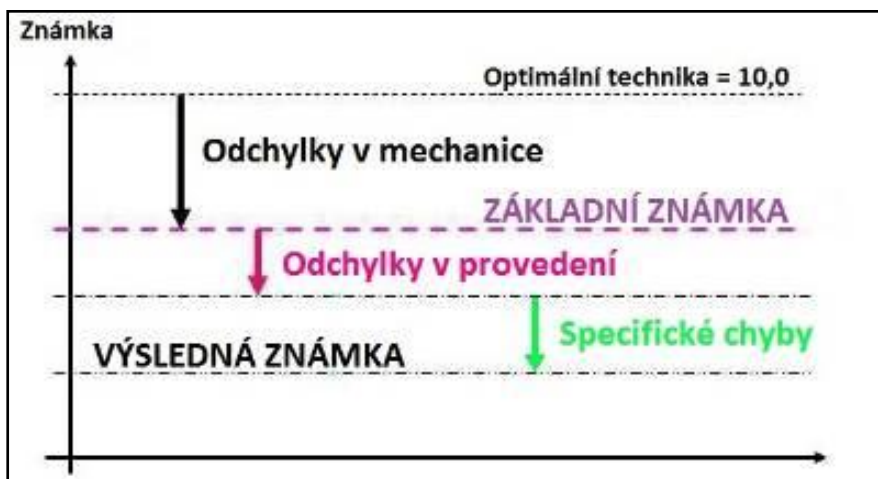 Známka
Optimální technika = 10,0
Odchylky v mechanice
ZÁKLADNÍ ZNÁMKA
Odchylky v provedení
Specifické chyby
VÝSLEDNÁ ZNÁMKA